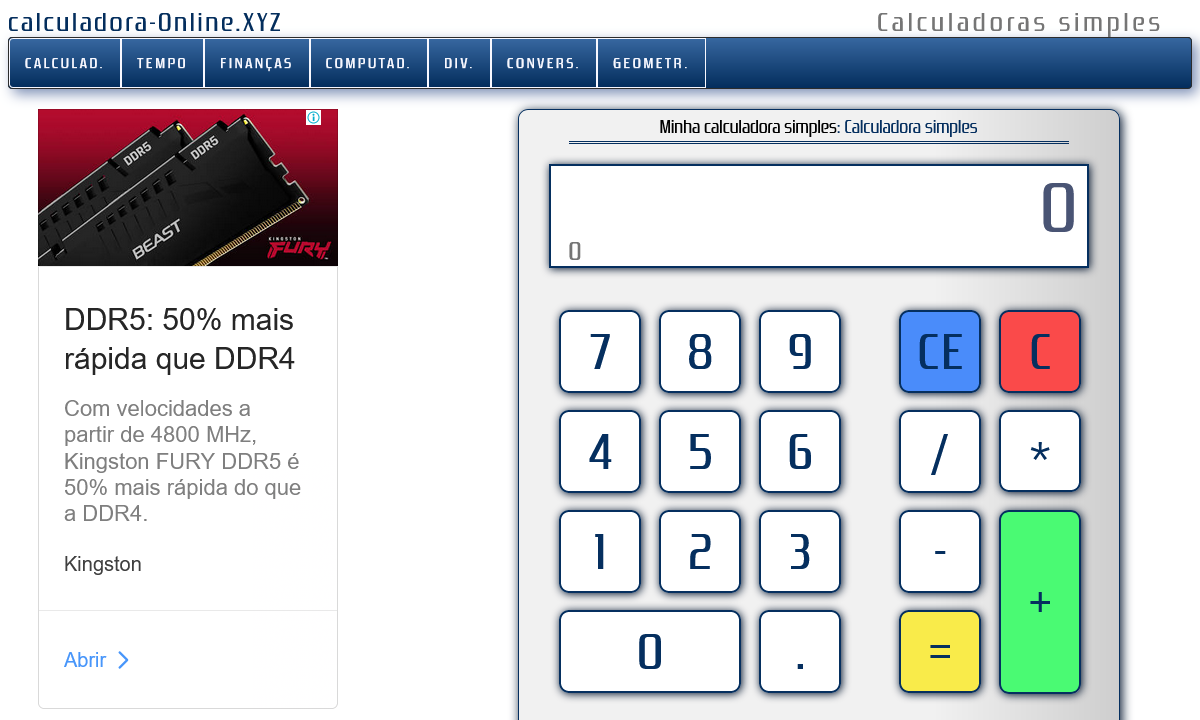 calculadora-Online.XYZ
Calculadoras simples
CALCULAD. TEMPO FINANÇAS COMPUTAD. DIV. CONVERS. GEOMETR.
DDR5
DDR5
BEAST
KINGSTON
FURY
DDR5: 50% mais
rápida que DDR4
Com velocidades a
partir de 4800 MHz,
Kingston FURY DDR5 é
50% mais rápida do que
a DDR4.
Kingston
Abrir
Minha calculadora simples: Calculadora simples
0
0
7 8 9 CE C
4 5 6 / *
1 2 3 - +
0 . =